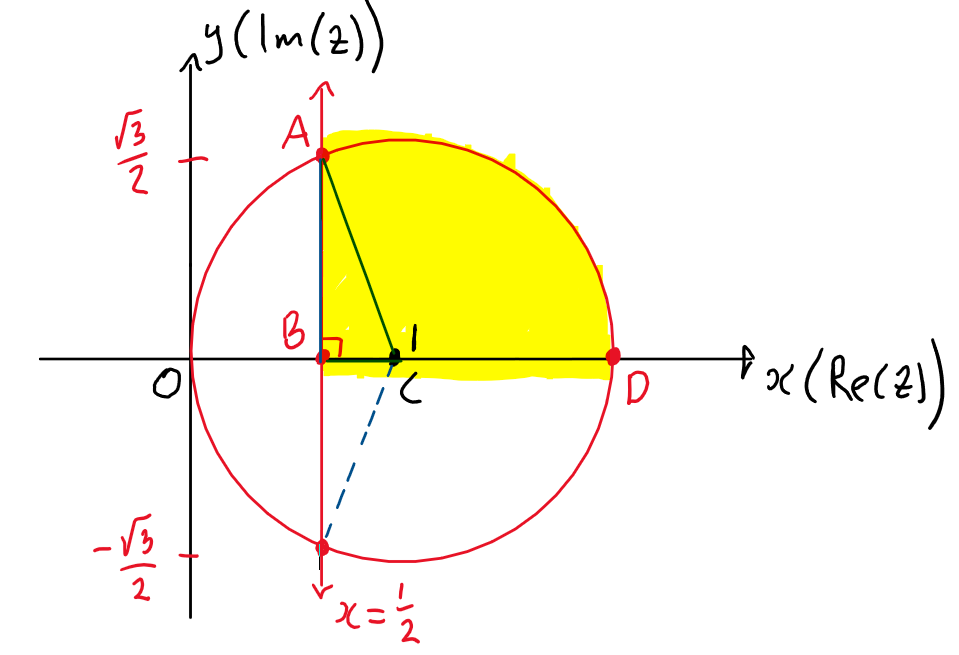 y(Im(z))
√3/2
A
B
1
O
C
D
x(Re(z))
-√3/2
x=1/2